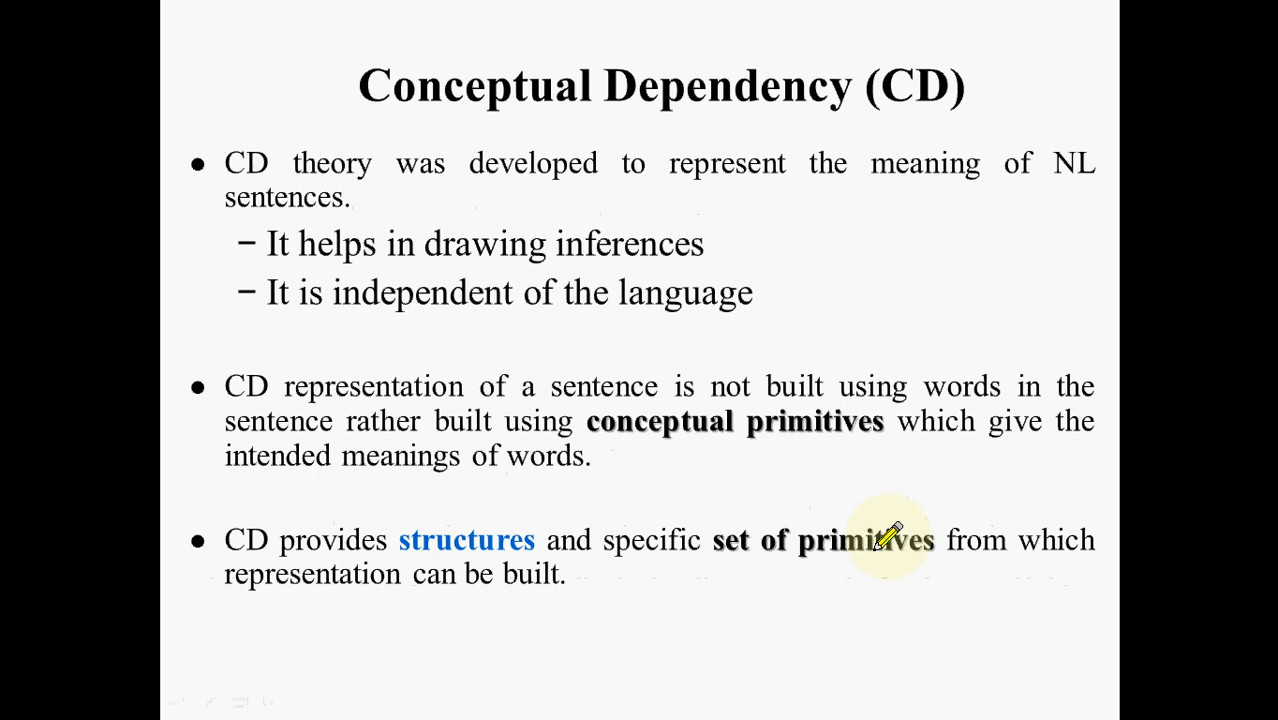 Conceptual Dependency (CD)
● CD theory was developed to represent the meaning of NL
sentences.
− It helps in drawing inferences
− It is independent of the language
● CD representation of a sentence is not built using words in the
sentence rather built using conceptual primitives which give the
intended meanings of words.
● CD provides structures and specific set of primitives from which
representation can be built.